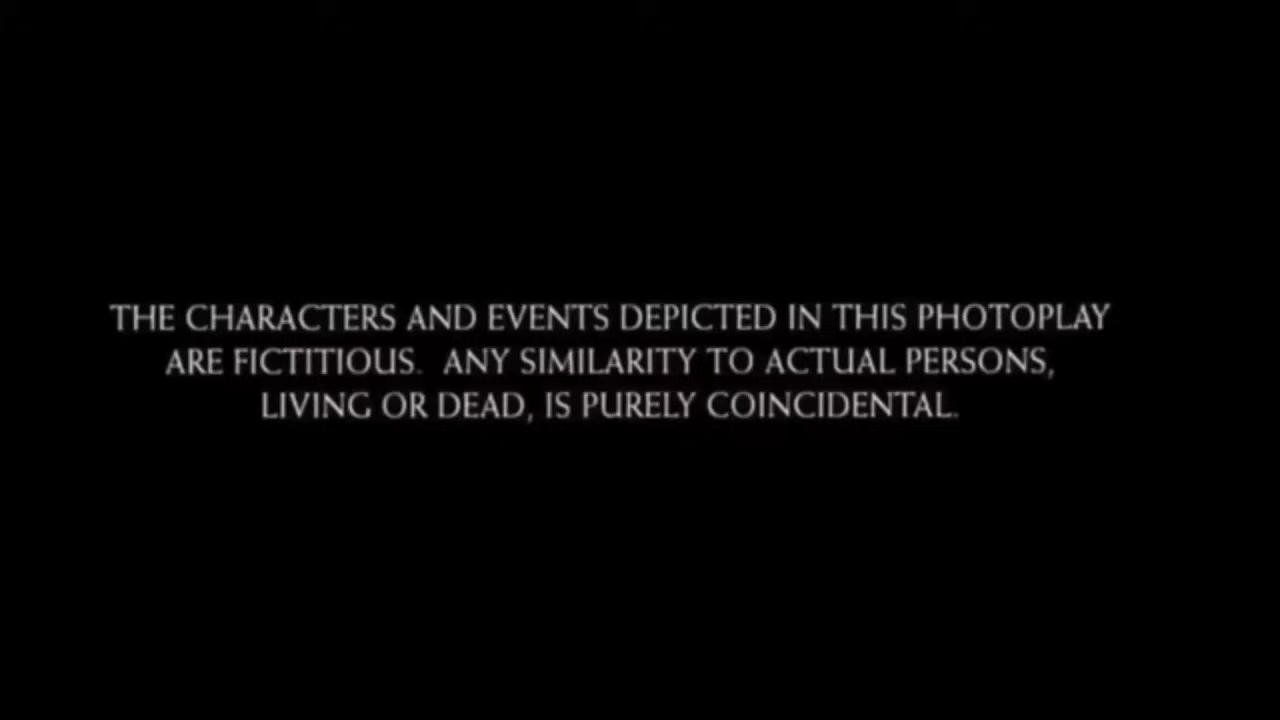 THE CHARACTERS AND EVENTS DEPICTED IN THIS PHOTOPLAY
ARE FICTITIOUS. ANY SIMILARITY TO ACTUAL PERSONS,
LIVING OR DEAD, IS PURELY COINCIDENTAL.